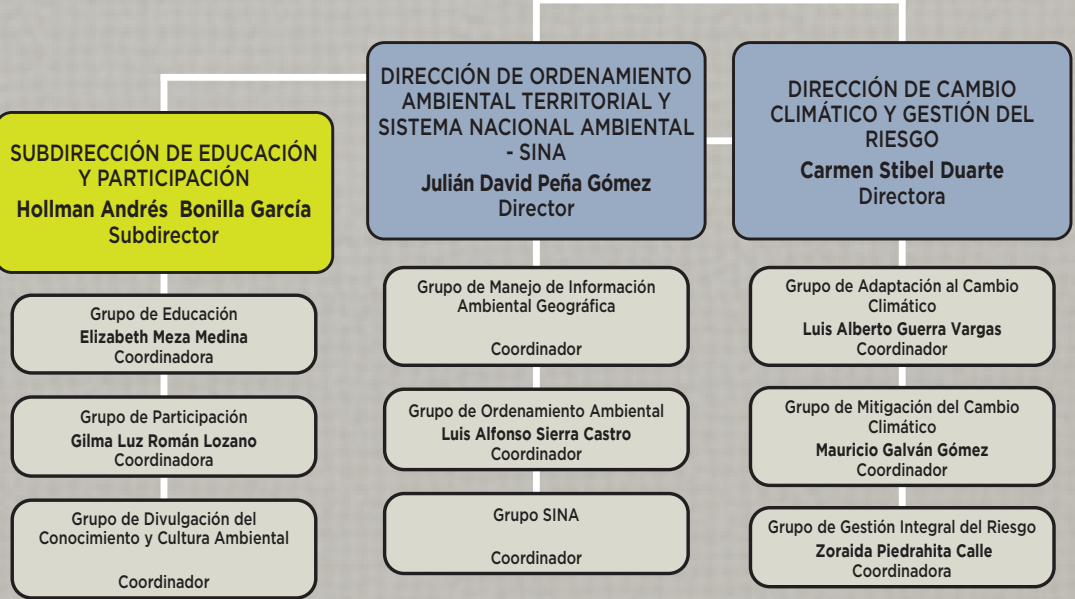 SUBDIRECCIÓN DE EDUCACIÓN
Y PARTICIPACIÓN
Hollman Andrés Bonilla García
Subdirector
Grupo de Educación
Elizabeth Meza Medina
Coordinadora
Grupo de Participación
Gilma Luz Román Lozano
Coordinadora
Grupo de Divulgación del
Conocimiento y Cultura Ambiental
Coordinador
DIRECCIÓN DE ORDENAMIENTO
AMBIENTAL TERRITORIAL Y
SISTEMA NACIONAL AMBIENTAL
- SINA
Julián David Peña Gómez
Director
Grupo de Manejo de Información
Ambiental Geográfica
Coordinador
Grupo de Ordenamiento Ambiental
Luis Alfonso Sierra Castro
Coordinador
Grupo SINA
Coordinador
DIRECCIÓN DE CAMBIO
CLIMÁTICO Y GESTIÓN DEL
RIESGO
Carmen Stibel Duarte
Directora
Grupo de Adaptación al Cambio
Climático
Luis Alberto Guerra Vargas
Coordinador
Grupo de Mitigación del Cambio
Climático
Mauricio Galván Gómez
Coordinador
Grupo de Gestión Integral del Riesgo
Zoraida Piedrahita Calle
Coordinadora